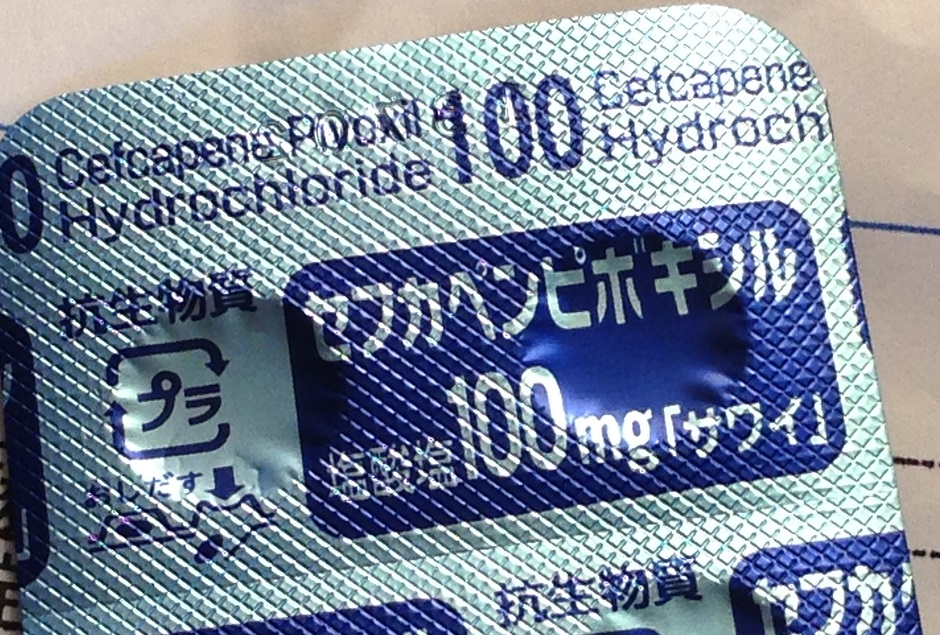 0 Cefcapene Pivoxil 100 Cefcapene
Hydrochloride Hydroch
抗生物質
セフカペンピボキシル
プラ
塩酸塩100mg「サワイ」
おしだす
抗生物質